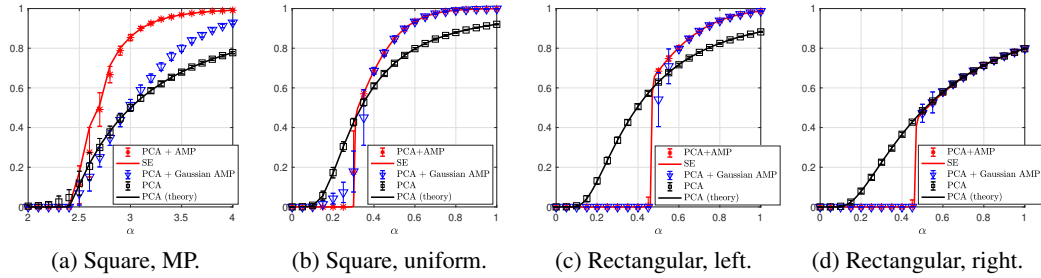 1
0.8
0.6
0.4
0.2
0
2 2.5 3 3.5 4
α
PCA + AMP
SE
PCA + Gaussian AMP
PCA
PCA (theory)
(a) Square, MP.
1
0.8
0.6
0.4
0.2
0
0 0.2 0.4 0.6 0.8 1
α
PCA+AMP
SE
PCA + Gaussian AMP
PCA
PCA (theory)
(b) Square, uniform.
1
0.8
0.6
0.4
0.2
0
0 0.2 0.4 0.6 0.8 1
α
PCA+AMP
SE
PCA + Gaussian AMP
PCA
PCA (theory)
(c) Rectangular, left.
1
0.8
0.6
0.4
0.2
0
0 0.2 0.4 0.6 0.8 1
α
PCA+AMP
SE
PCA + Gaussian AMP
PCA
PCA (theory)
(d) Rectangular, right.